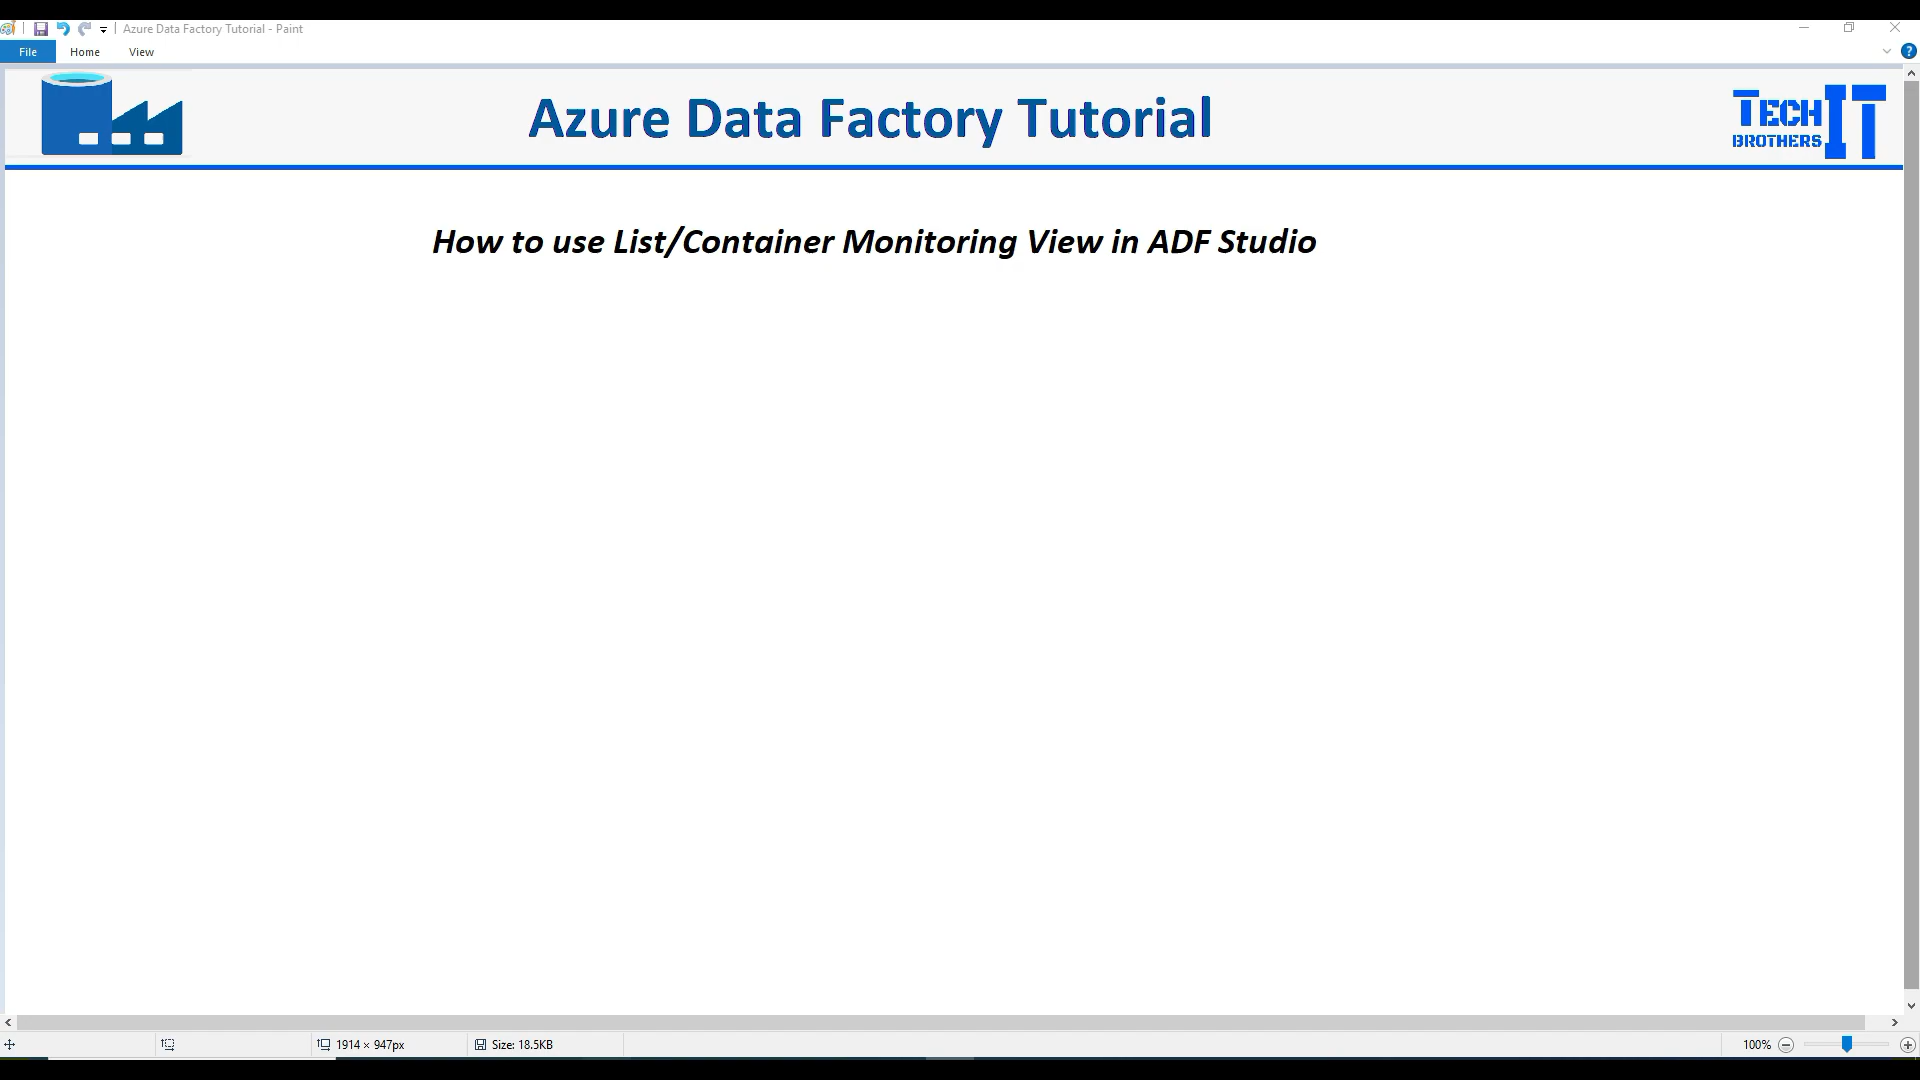 Azure Data Factory Tutorial - Paint
File Home View
?
Azure Data Factory Tutorial
TECH IT
BROTHERS
How to use List/Container Monitoring View in ADF Studio
1914 × 947px Size: 18.5KB 100%